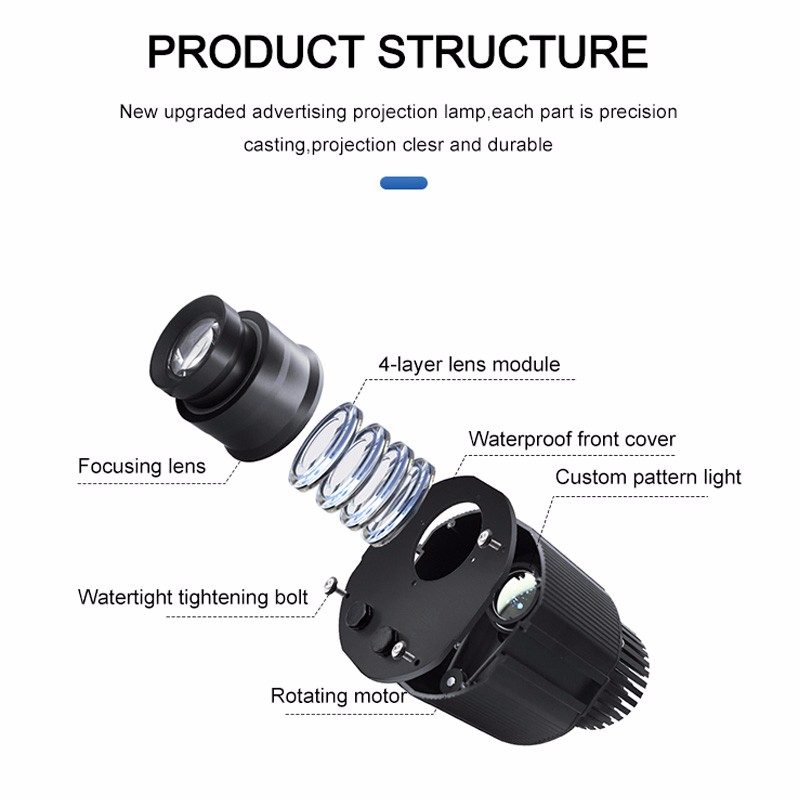 PRODUCT STRUCTURE
New upgraded advertising projection lamp,each part is precision
casting,projection clesr and durable
4-layer lens module
Waterproof front cover
Focusing lens
Custom pattern light
Watertight tightening bolt
Rotating motor